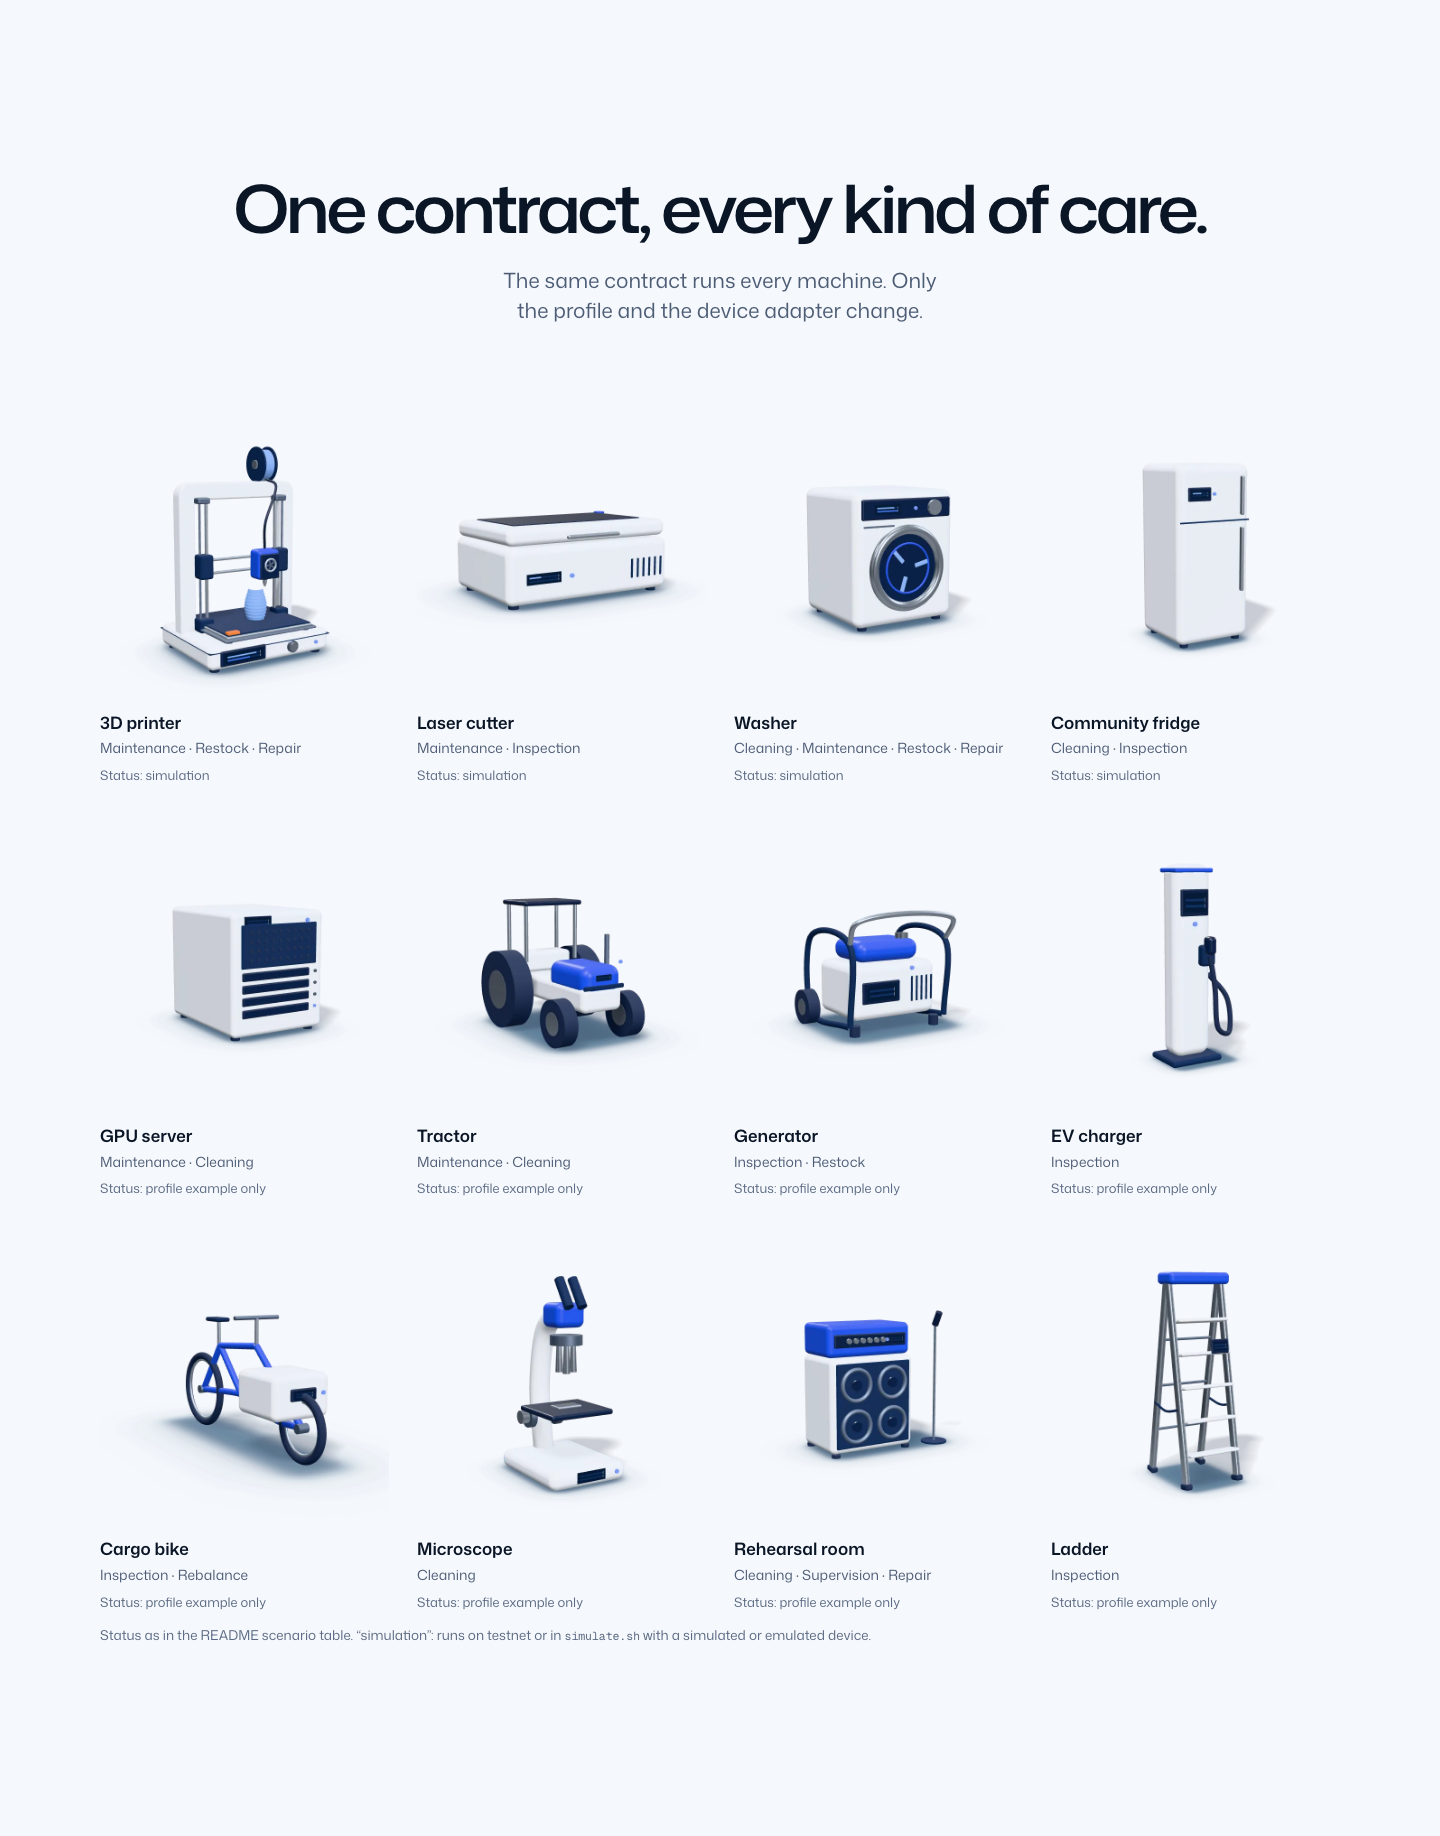 One contract, every kind of care.
The same contract runs every machine. Only
the profile and the device adapter change.
3D printer
Maintenance · Restock · Repair
Status: simulation
Laser cutter
Maintenance · Inspection
Status: simulation
Washer
Cleaning · Maintenance · Restock · Repair
Status: simulation
Community fridge
Cleaning · Inspection
Status: simulation
GPU server
Maintenance · Cleaning
Status: profile example only
Tractor
Maintenance · Cleaning
Status: profile example only
Generator
Inspection · Restock
Status: profile example only
EV charger
Inspection
Status: profile example only
Cargo bike
Inspection · Rebalance
Status: profile example only
Microscope
Cleaning
Status: profile example only
Rehearsal room
Cleaning · Supervision · Repair
Status: profile example only
Ladder
Inspection
Status: profile example only
Status as in the README scenario table. “simulation”: runs on testnet or in simulate.sh with a simulated or emulated device.